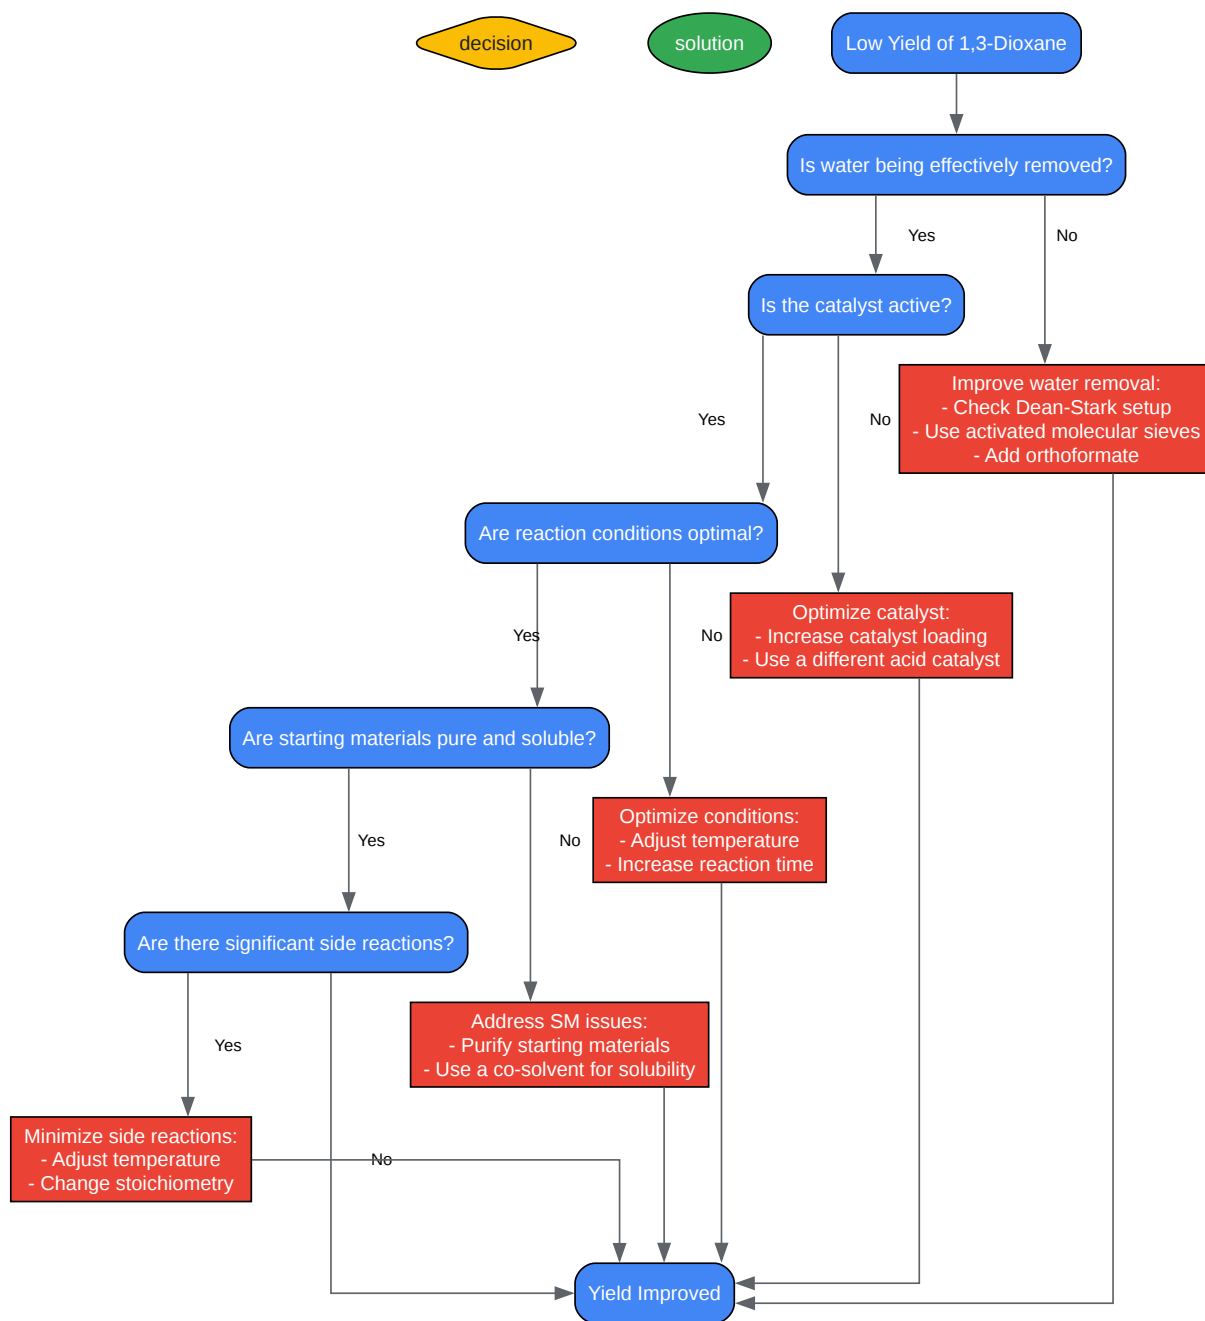 decision
solution
Low Yield of 1,3-Dioxane
Is water being effectively removed?
Yes
No
Is the catalyst active?
Improve water removal:
- Check Dean-Stark setup
- Use activated molecular sieves
- Add orthoformate
Yes
No
Are reaction conditions optimal?
Optimize catalyst:
- Increase catalyst loading
- Use a different acid catalyst
Yes
No
Are starting materials pure and soluble?
Optimize conditions:
- Adjust temperature
- Increase reaction time
Yes
No
Are there significant side reactions?
Address SM issues:
- Purify starting materials
- Use a co-solvent for solubility
Yes
Minimize side reactions:
- Adjust temperature
- Change stoichiometry
No
Yield Improved